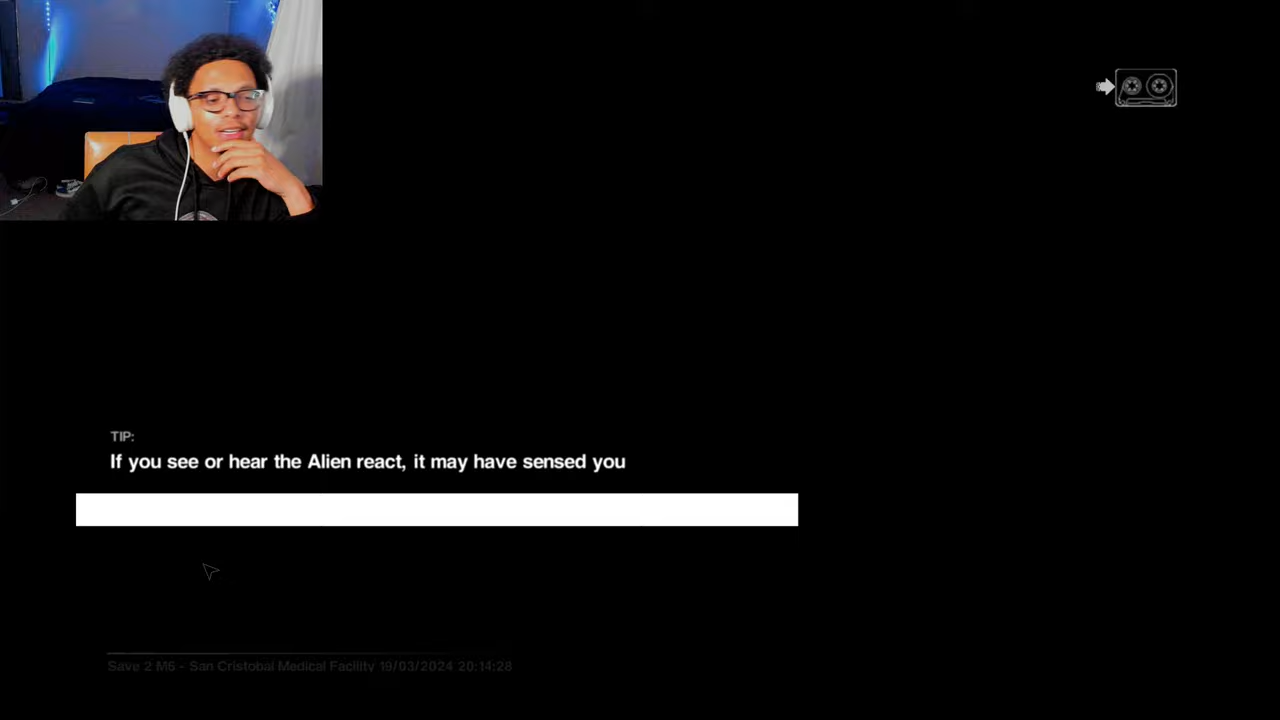 TIP:
If you see or hear the Alien react, it may have sensed you
Save 2 M5 - San Cristobal Medical Facility 19/03/2024 20:14:28